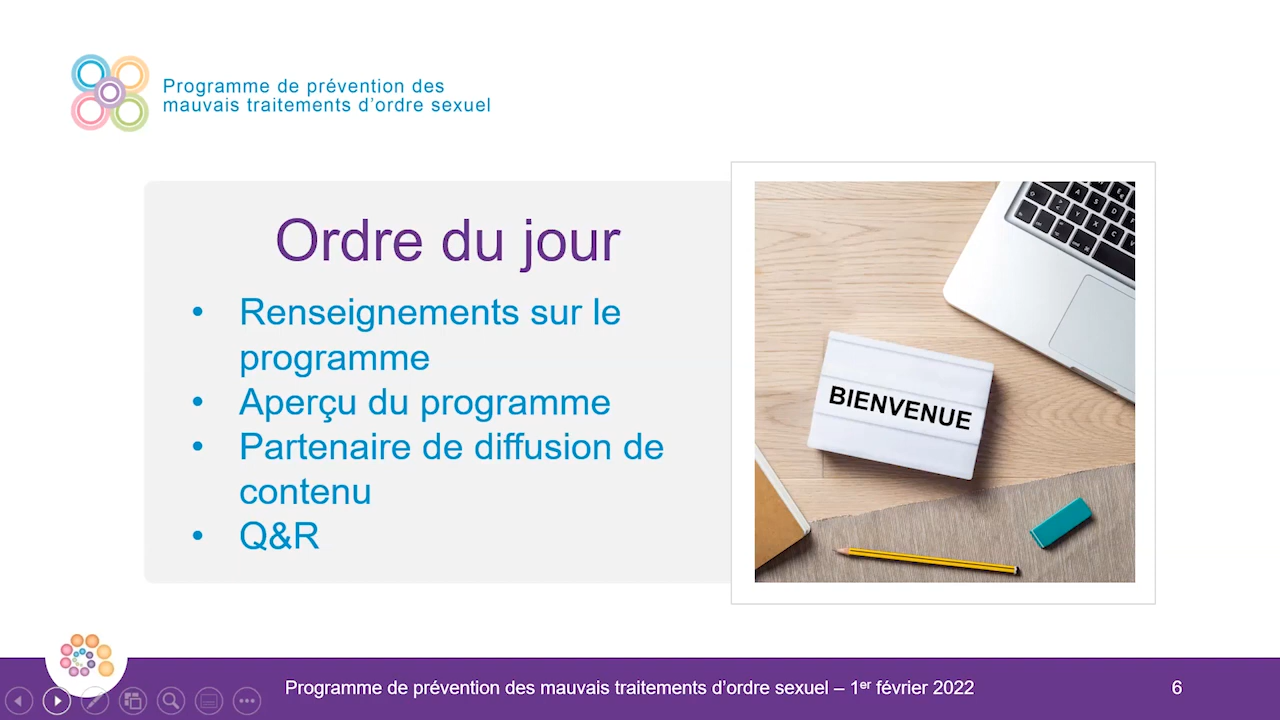 Programme de prévention des
mauvais traitements d’ordre sexuel
Ordre du jour
• Renseignements sur le
programme
• Aperçu du programme
• Partenaire de diffusion de
contenu
• Q&R
BIENVENUE
Programme de prévention des mauvais traitements d’ordre sexuel – 1er février 2022
6